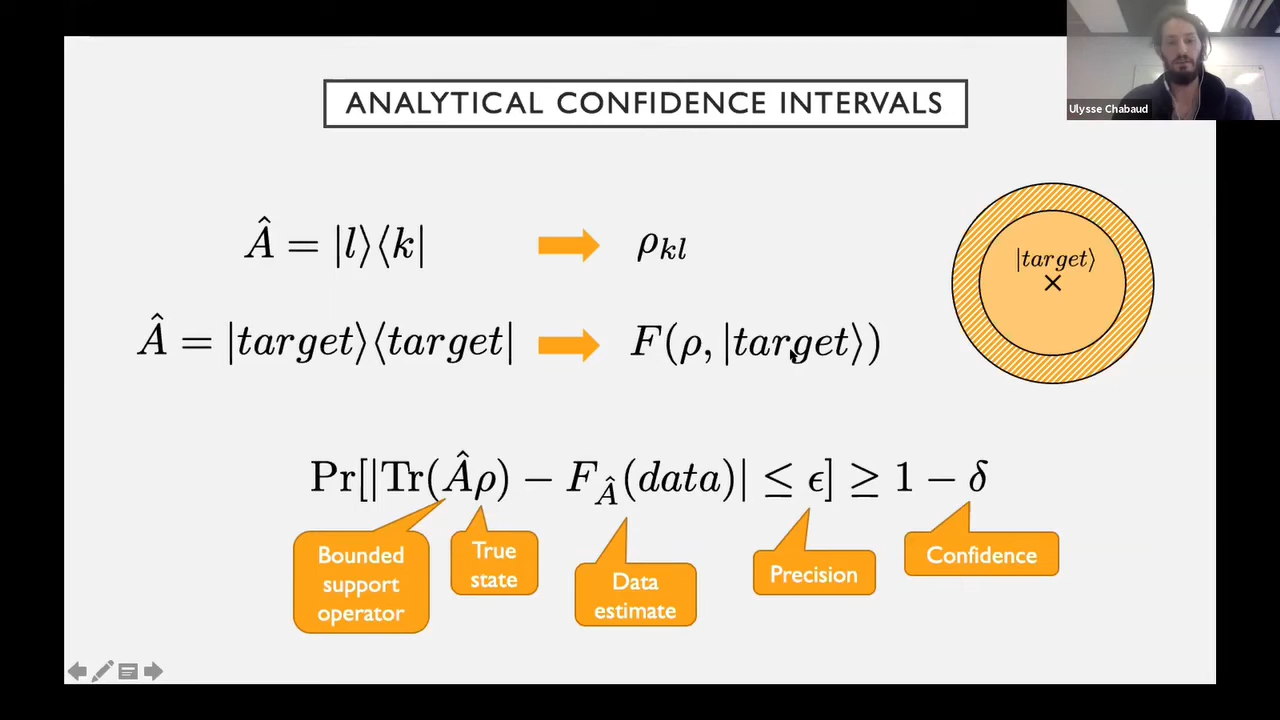 Ulysse Chabaud
ANALYTICAL CONFIDENCE INTERVALS
Â = |l⟩⟨k|
ρₖₗ
|target⟩
×
Â = |target⟩⟨target|
F(ρ, |target⟩)
Pr[|Tr(Âρ) − F_Â(data)| ≤ ϵ] ≥ 1 − δ
Bounded
support
operator
True
state
Data
estimate
Precision
Confidence